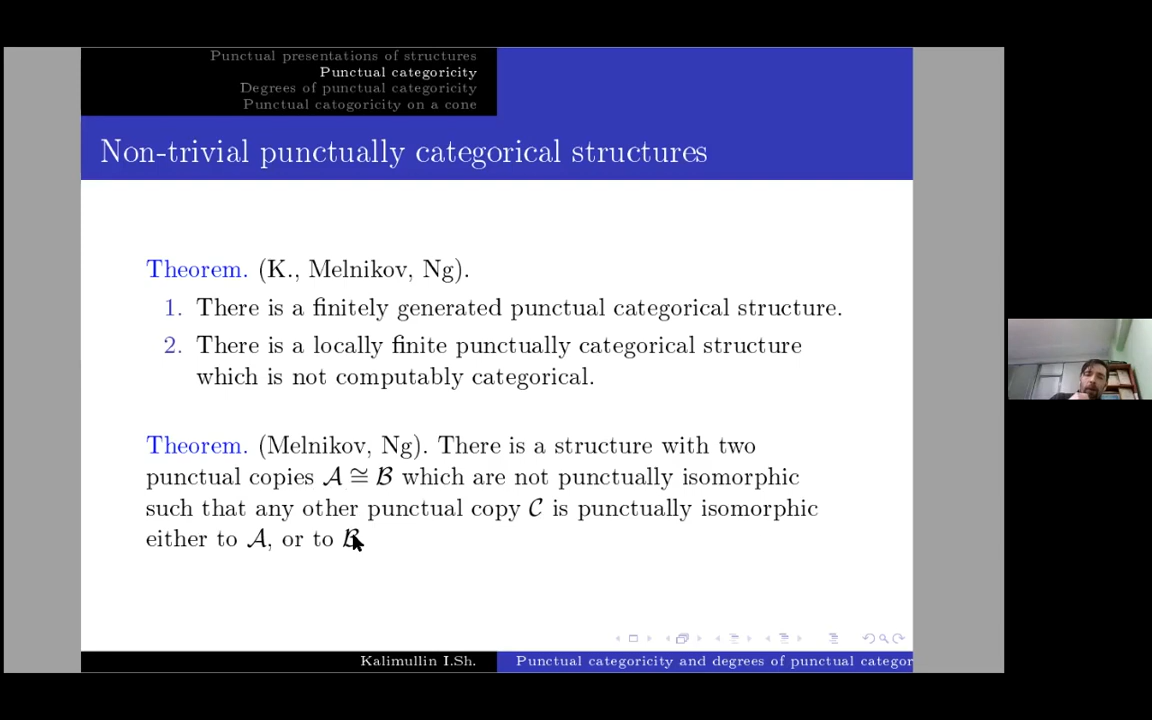 Punctual presentations of structures
Punctual categoricity
Degrees of punctual categoricity
Punctual catogoricity on a cone
Non-trivial punctually categorical structures
Theorem. (K., Melnikov, Ng).
1. There is a finitely generated punctual categorical structure.
2. There is a locally finite punctually categorical structure
which is not computably categorical.
Theorem. (Melnikov, Ng). There is a structure with two
punctual copies 𝒜 ≅ ℬ which are not punctually isomorphic
such that any other punctual copy 𝒞 is punctually isomorphic
either to 𝒜, or to ℬ
Kalimullin I.Sh.
Punctual categoricity and degrees of punctual categor